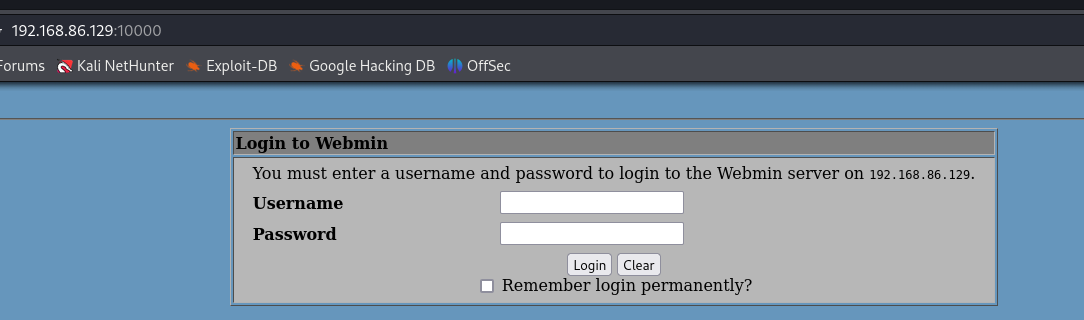 192.168.86.129:10000
Forums Kali NetHunter Exploit-DB Google Hacking DB OffSec
Login to Webmin
You must enter a username and password to login to the Webmin server on 192.168.86.129.
Username
Password
Login Clear
Remember login permanently?